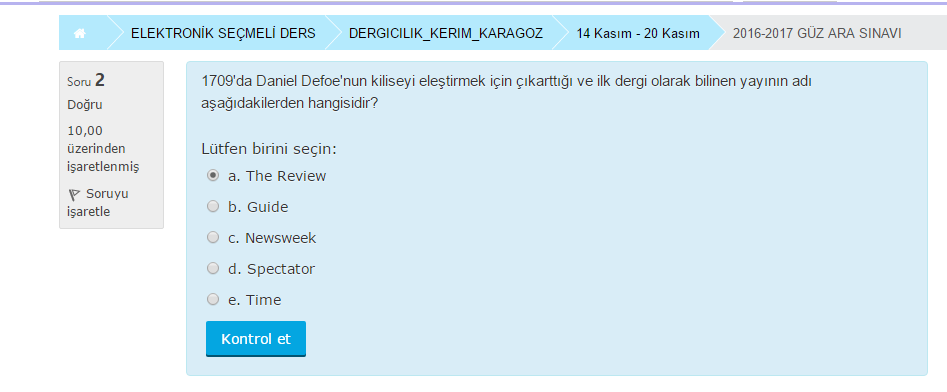 ELEKTRONİK SEÇMELİ DERS DERGICILIK_KERIM_KARAGOZ 14 Kasım - 20 Kasım 2016-2017 GÜZ ARA SINAVI
Soru 2
Doğru
10,00
üzerinden
işaretlenmiş
Soruyu
işaretle
1709'da Daniel Defoe'nun kiliseyi eleştirmek için çıkarttığı ve ilk dergi olarak bilinen yayının adı
aşağıdakilerden hangisidir?
Lütfen birini seçin:
a. The Review
b. Guide
c. Newsweek
d. Spectator
e. Time
Kontrol et